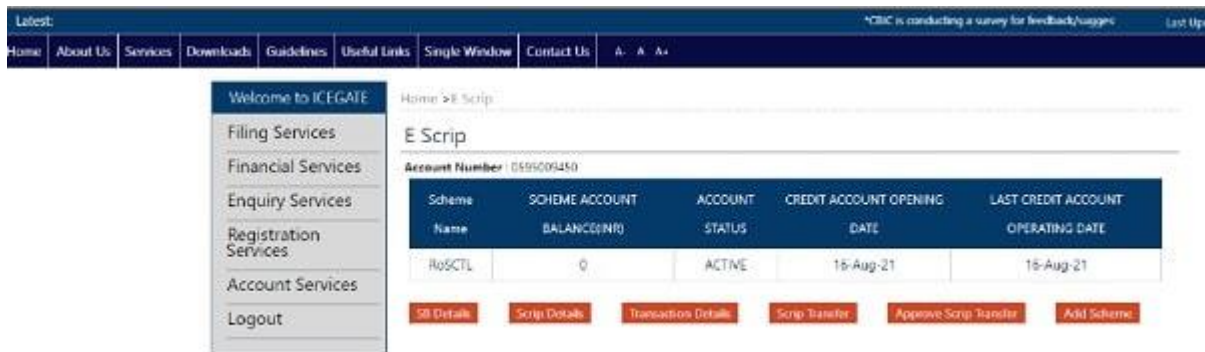 Latest:
*CBIC is conducting a survey for feedback/sugges
Last Up
Home About Us Services Downloads Guidelines Useful Links Single Window Contact Us A- A A+
Welcome to ICEGATE
Filing Services
Financial Services
Enquiry Services
Registration
Services
Account Services
Logout
Home >E Scrip
E Scrip
Account Number : 0595009450
Scheme
Name
SCHEME ACCOUNT
BALANCE(INR)
ACCOUNT
STATUS
CREDIT ACCOUNT OPENING
DATE
LAST CREDIT ACCOUNT
OPERATING DATE
RoSCTL 0 ACTIVE 16-Aug-21 16-Aug-21
SB Details Scrip Details Transaction Details Scrip Transfer Approve Scrip Transfer Add Scheme